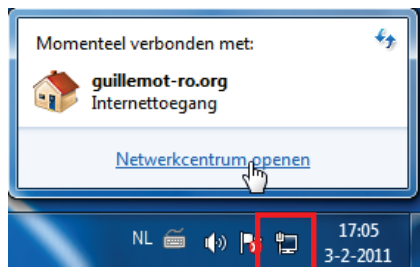 Momenteel verbonden met:
guillemot-ro.org
Internettoegang
Netwerkcentrum openen
NL
17:05
3-2-2011